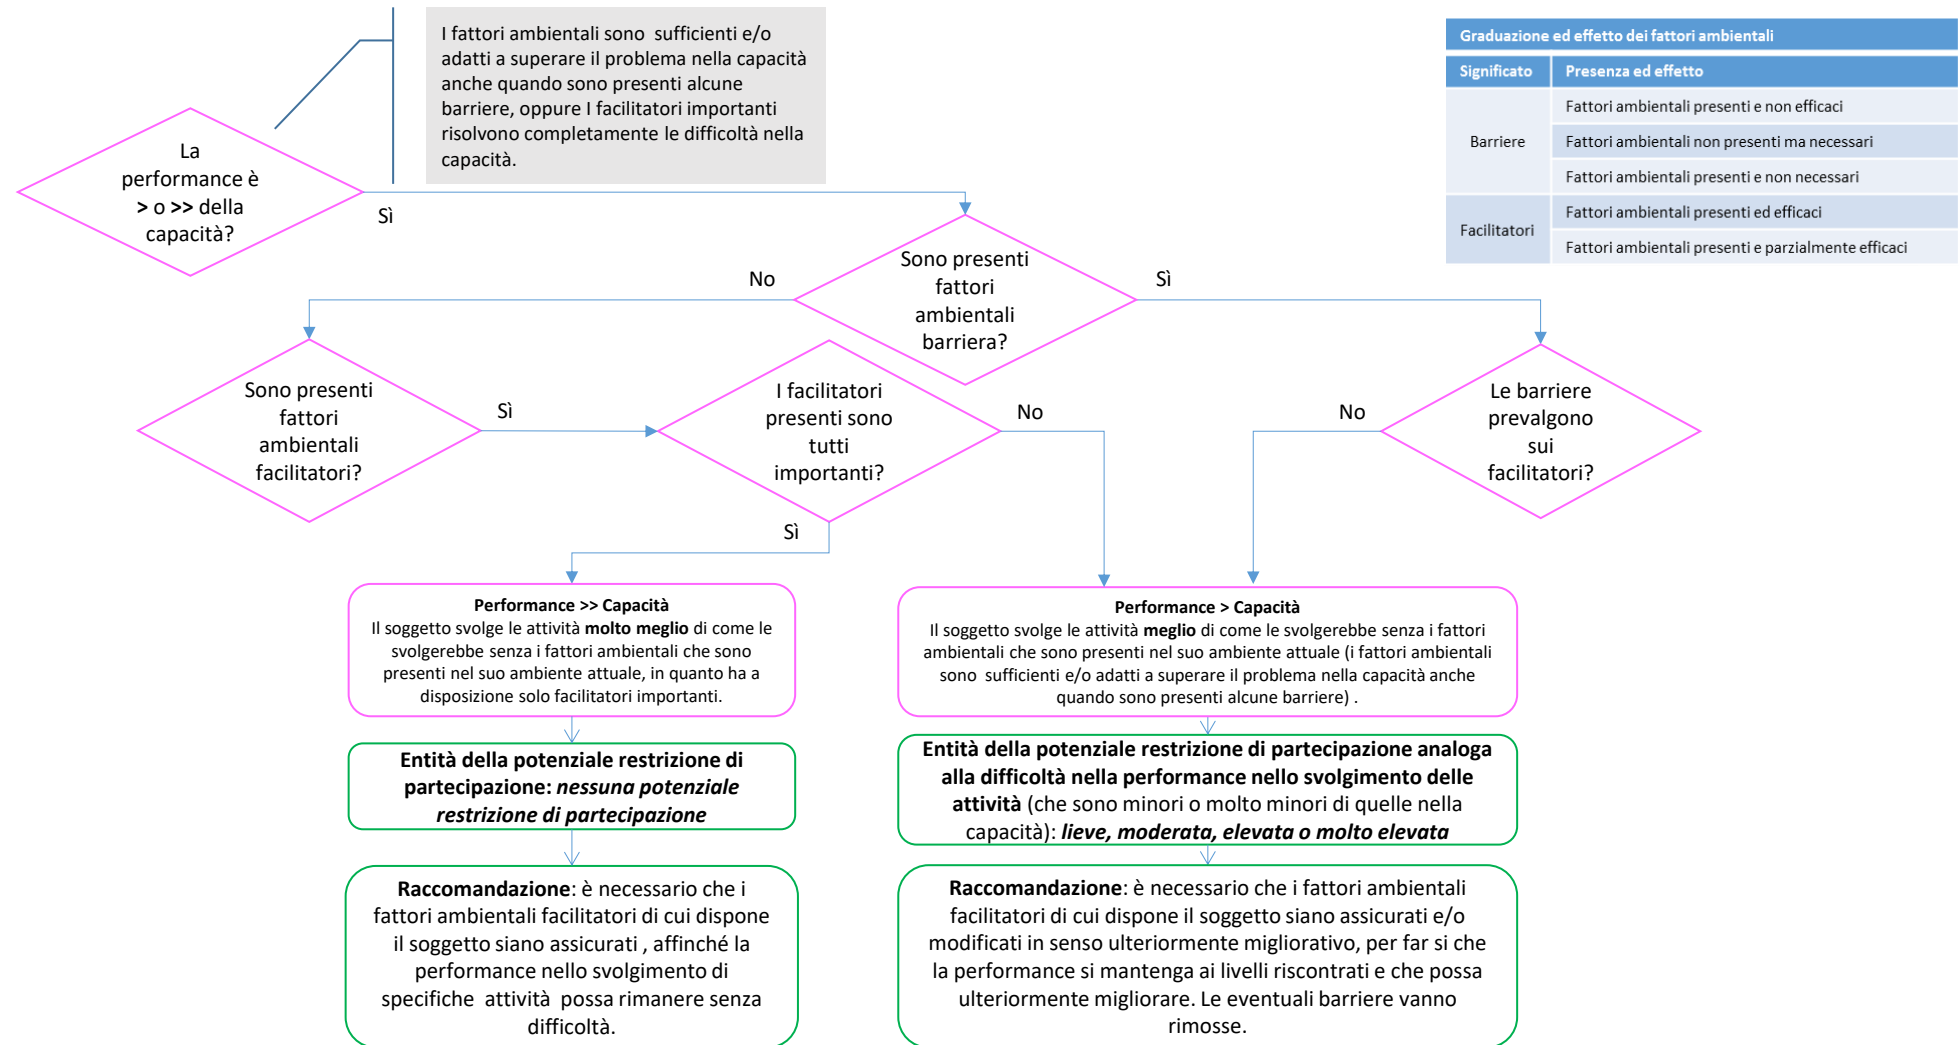 I fattori ambientali sono sufficienti e/o
adatti a superare il problema nella capacità
anche quando sono presenti alcune
barriere, oppure I facilitatori importanti
risolvono completamente le difficoltà nella
capacità.
Graduazione ed effetto dei fattori ambientali
Significato
Presenza ed effetto
Barriere
Fattori ambientali presenti e non efficaci
Fattori ambientali non presenti ma necessari
Fattori ambientali presenti e non necessari
Facilitatori
Fattori ambientali presenti ed efficaci
Fattori ambientali presenti e parzialmente efficaci
La
performance è
> o >> della
capacità?
Sì
Sono presenti
fattori
ambientali
barriera?
No
Sì
Sono presenti
fattori
ambientali
facilitatori?
Sì
I facilitatori
presenti sono
tutti
importanti?
No
Sì
No
Le barriere
prevalgono
sui
facilitatori?
Performance >> Capacità
Il soggetto svolge le attività molto meglio di come le
svolgerebbe senza i fattori ambientali che sono
presenti nel suo ambiente attuale, in quanto ha a
disposizione solo facilitatori importanti.
Performance > Capacità
Il soggetto svolge le attività meglio di come le svolgerebbe senza i fattori
ambientali che sono presenti nel suo ambiente attuale (i fattori ambientali
sono sufficienti e/o adatti a superare il problema nella capacità anche
quando sono presenti alcune barriere) .
Entità della potenziale restrizione di
partecipazione: nessuna potenziale
restrizione di partecipazione
Entità della potenziale restrizione di partecipazione analoga
alla difficoltà nella performance nello svolgimento delle
attività (che sono minori o molto minori di quelle nella
capacità): lieve, moderata, elevata o molto elevata
Raccomandazione: è necessario che i
fattori ambientali facilitatori di cui dispone
il soggetto siano assicurati , affinché la
performance nello svolgimento di
specifiche attività possa rimanere senza
difficoltà.
Raccomandazione: è necessario che i fattori ambientali
facilitatori di cui dispone il soggetto siano assicurati e/o
modificati in senso ulteriormente migliorativo, per far si che
la performance si mantenga ai livelli riscontrati e che possa
ulteriormente migliorare. Le eventuali barriere vanno
rimosse.